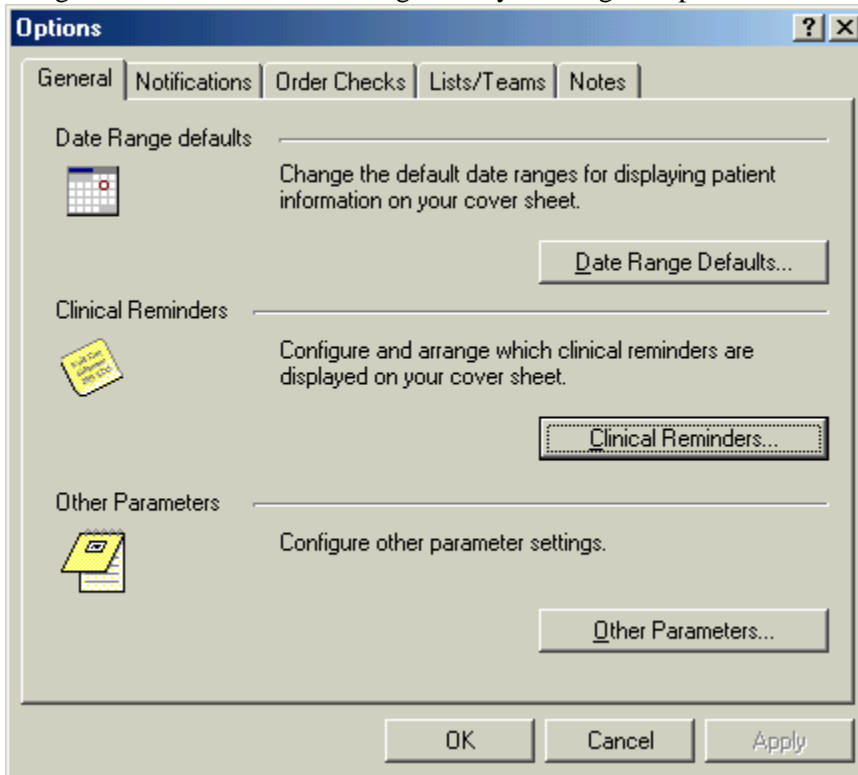 Options
General Notifications Order Checks Lists/Teams Notes
Date Range defaults
Change the default date ranges for displaying patient
information on your cover sheet.
Date Range Defaults...
Clinical Reminders
Configure and arrange which clinical reminders are
displayed on your cover sheet.
Clinical Reminders...
Other Parameters
Configure other parameter settings.
Other Parameters...
OK Cancel Apply